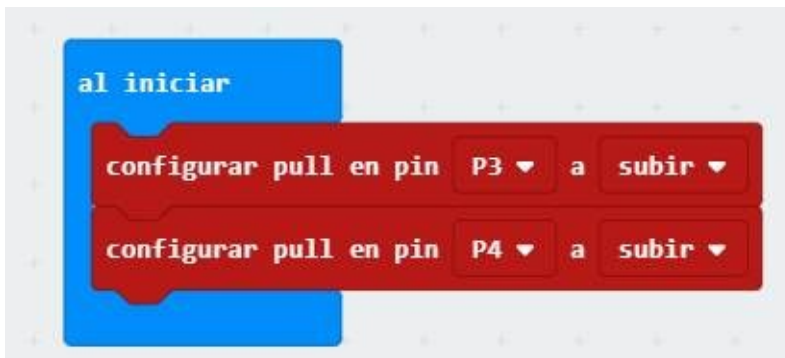 al iniciar
configurar pull en pin P3 a subir
configurar pull en pin P4 a subir